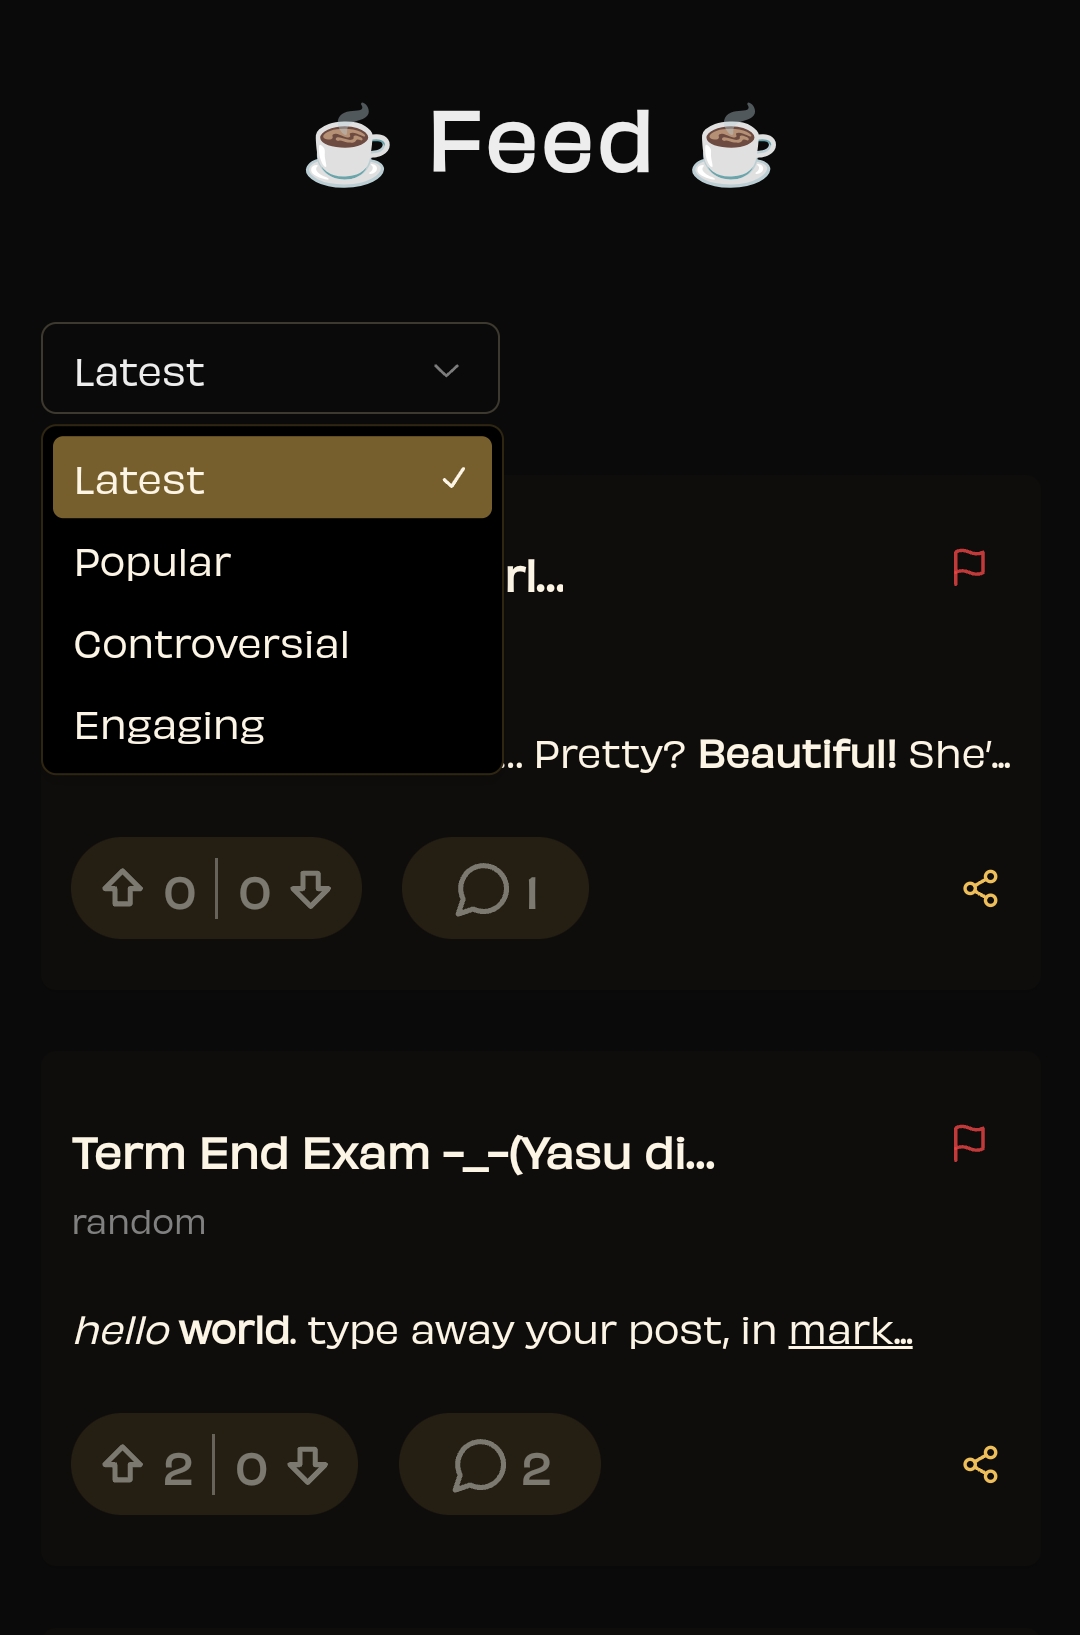 ☕ Feed ☕
Latest
Latest
Popular
Controversial
Engaging
... Pretty? Beautiful! She'...
0 | 0
1
Term End Exam -_-(Yasu di...
random
hello world. type away your post, in mark...
2 | 0
2